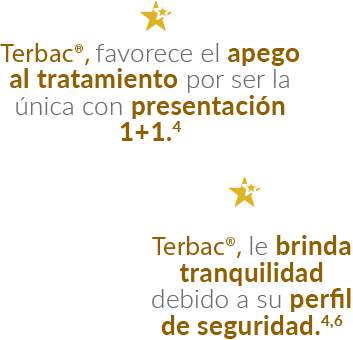 Terbac®, favorece el apego
al tratamiento por ser la
única con presentación
1+1.⁴
Terbac®, le brinda
tranquilidad
debido a su perfil
de seguridad.⁴,⁶